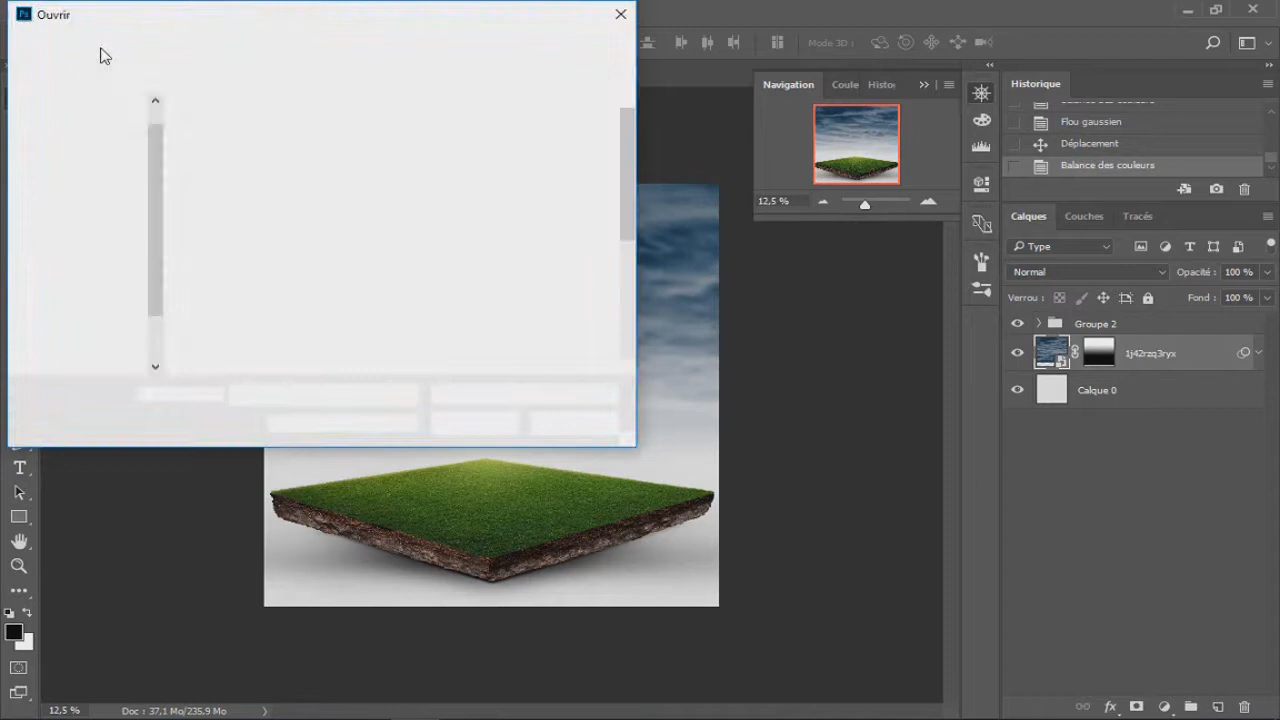 Ps Ouvrir
Mode 3D :
Navigation Coule Histo
12,5 %
Historique
Flou gaussien
Déplacement
Balance des couleurs
Calques Couches Tracés
Type
Normal Opacité : 100 %
Verrou : Fond : 100 %
Groupe 2
1j42rzq3ryx
Calque 0
T
12,5 % Doc : 37,1 Mo/235,9 Mo
fx